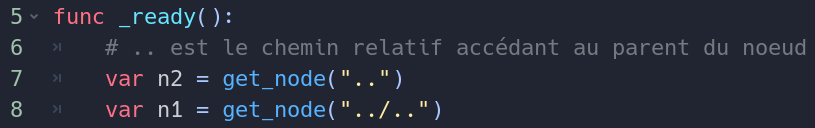 5 func _ready():
6 # .. est le chemin relatif accédant au parent du noeud
7 var n2 = get_node("..")
8 var n1 = get_node("../..")